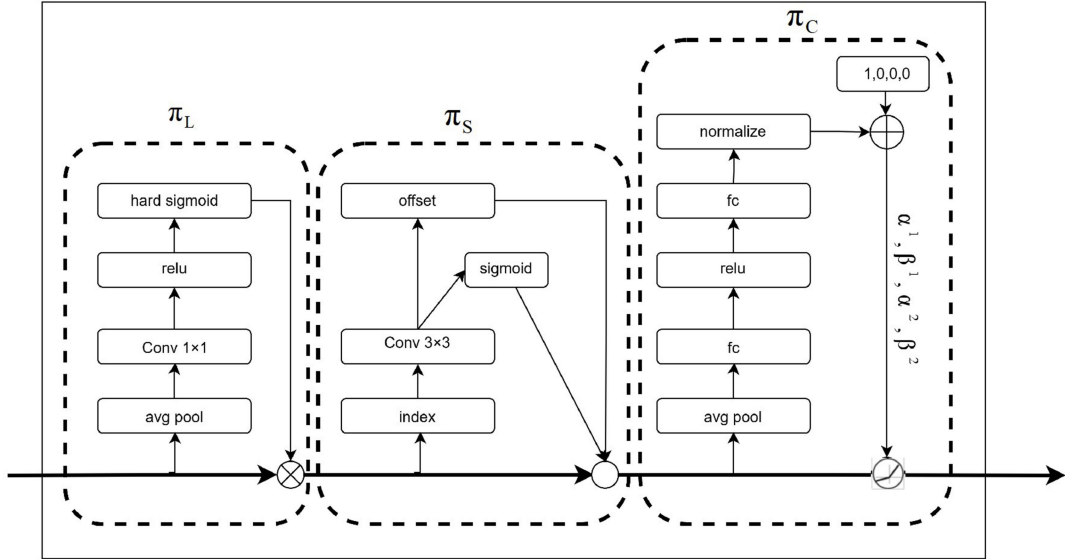 π_L
hard sigmoid
relu
Conv 1×1
avg pool
π_S
offset
sigmoid
Conv 3×3
index
π_C
1,0,0,0
normalize
fc
relu
fc
avg pool
α¹, β¹, α², β²